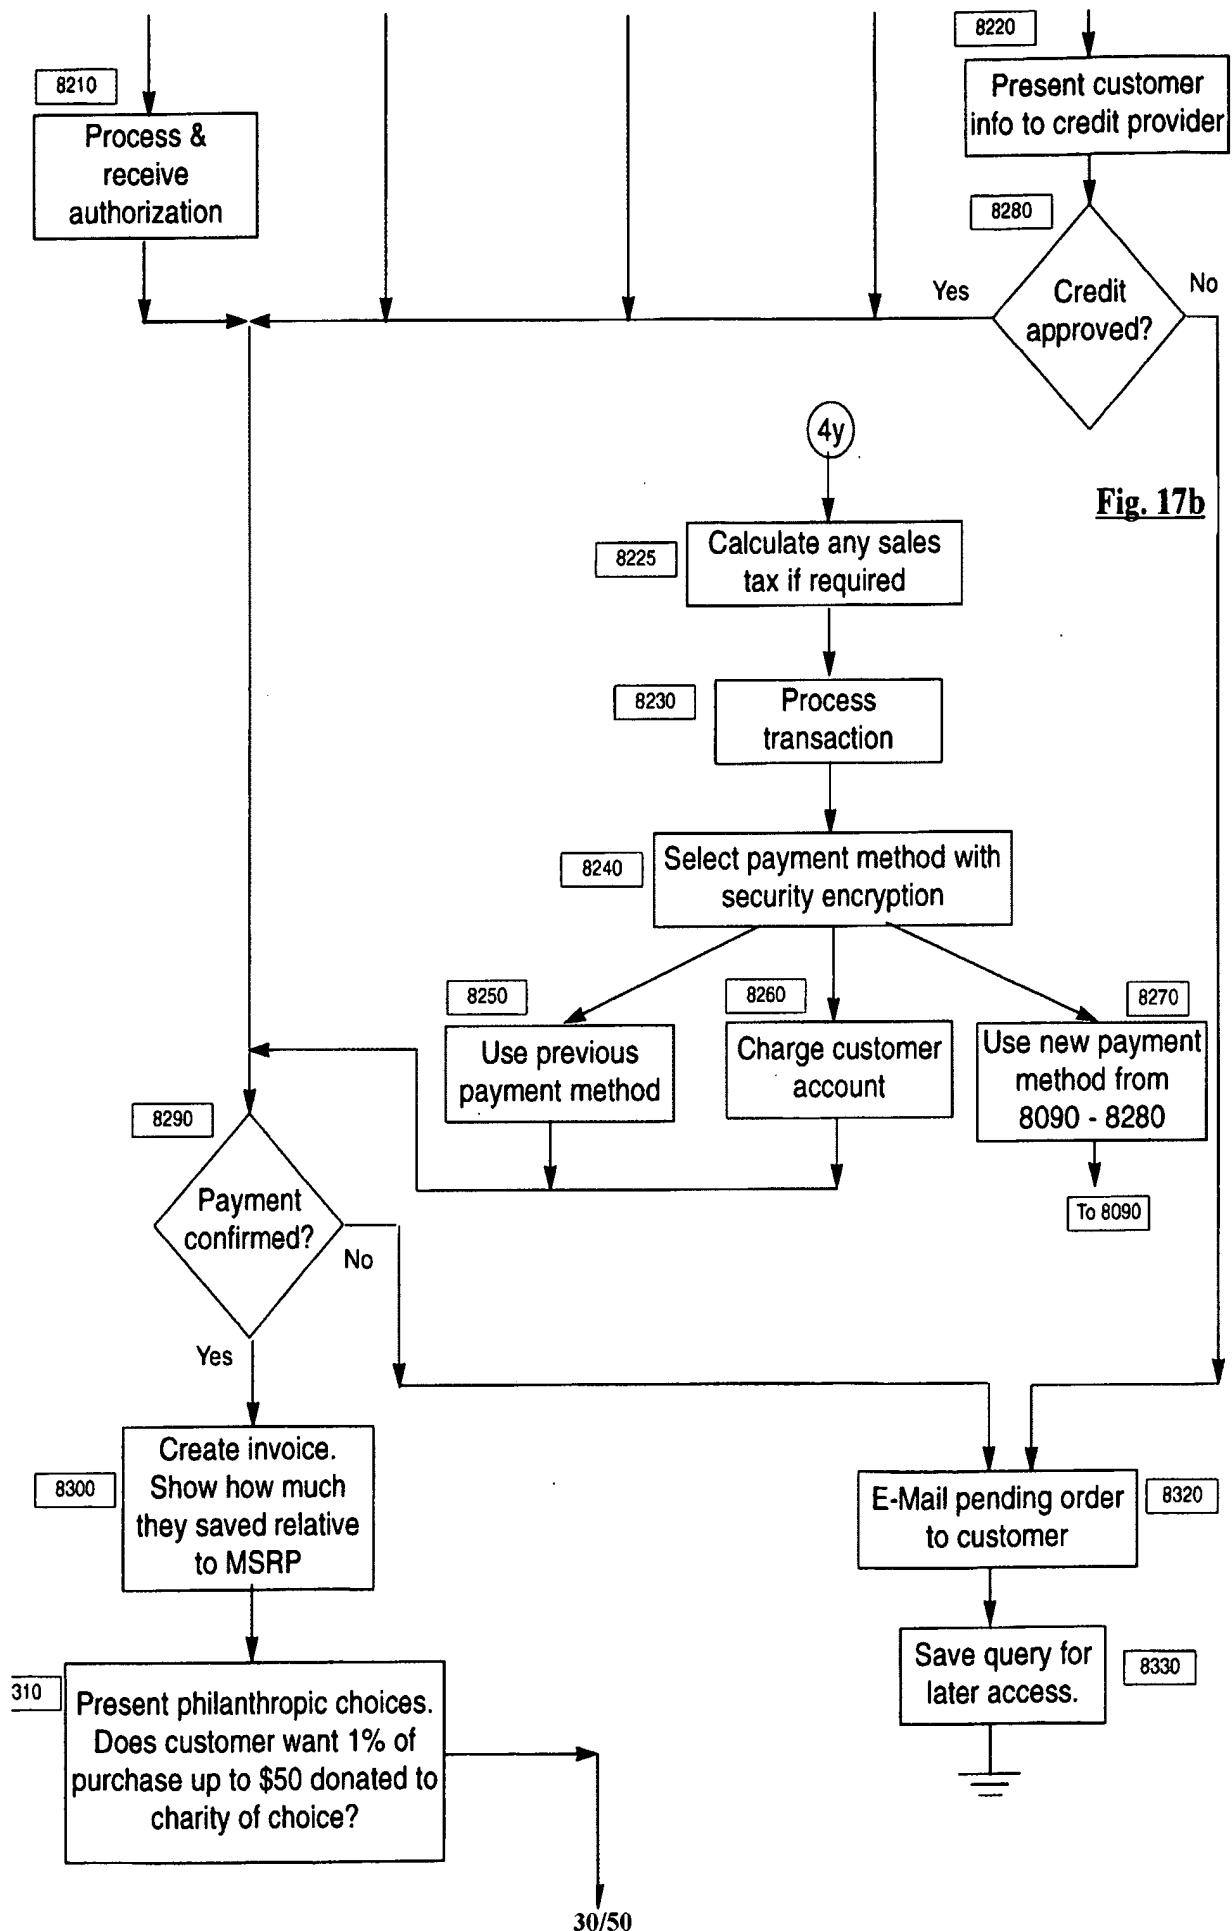 8220
Present customer
info to credit provider
8210
Process &
receive
authorization
8280
Credit
approved?
Yes
No
4y
Fig. 17b
8225
Calculate any sales
tax if required
8230
Process
transaction
8240
Select payment method with
security encryption
8250
Use previous
payment method
8260
Charge customer
account
8270
Use new payment
method from
8090 - 8280
To 8090
8290
Payment
confirmed?
No
Yes
8300
Create invoice.
Show how much
they saved relative
to MSRP
8320
E-Mail pending order
to customer
8330
Save query for
later access.
310
Present philanthropic choices.
Does customer want 1% of
purchase up to $50 donated to
charity of choice?
30/50